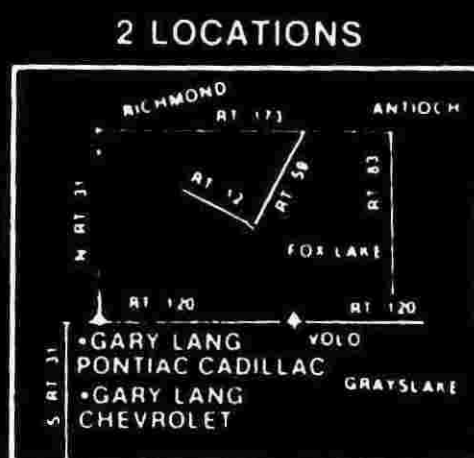 2 LOCATIONS
RICHMOND
RT 173
ANTIOCH
RT 12
RT 59
RT 83
N RT 31
FOX LAKE
RT 120
RT 120
VOLO
•GARY LANG
PONTIAC CADILLAC
GRAYSLAKE
•GARY LANG
CHEVROLET
S RT 31